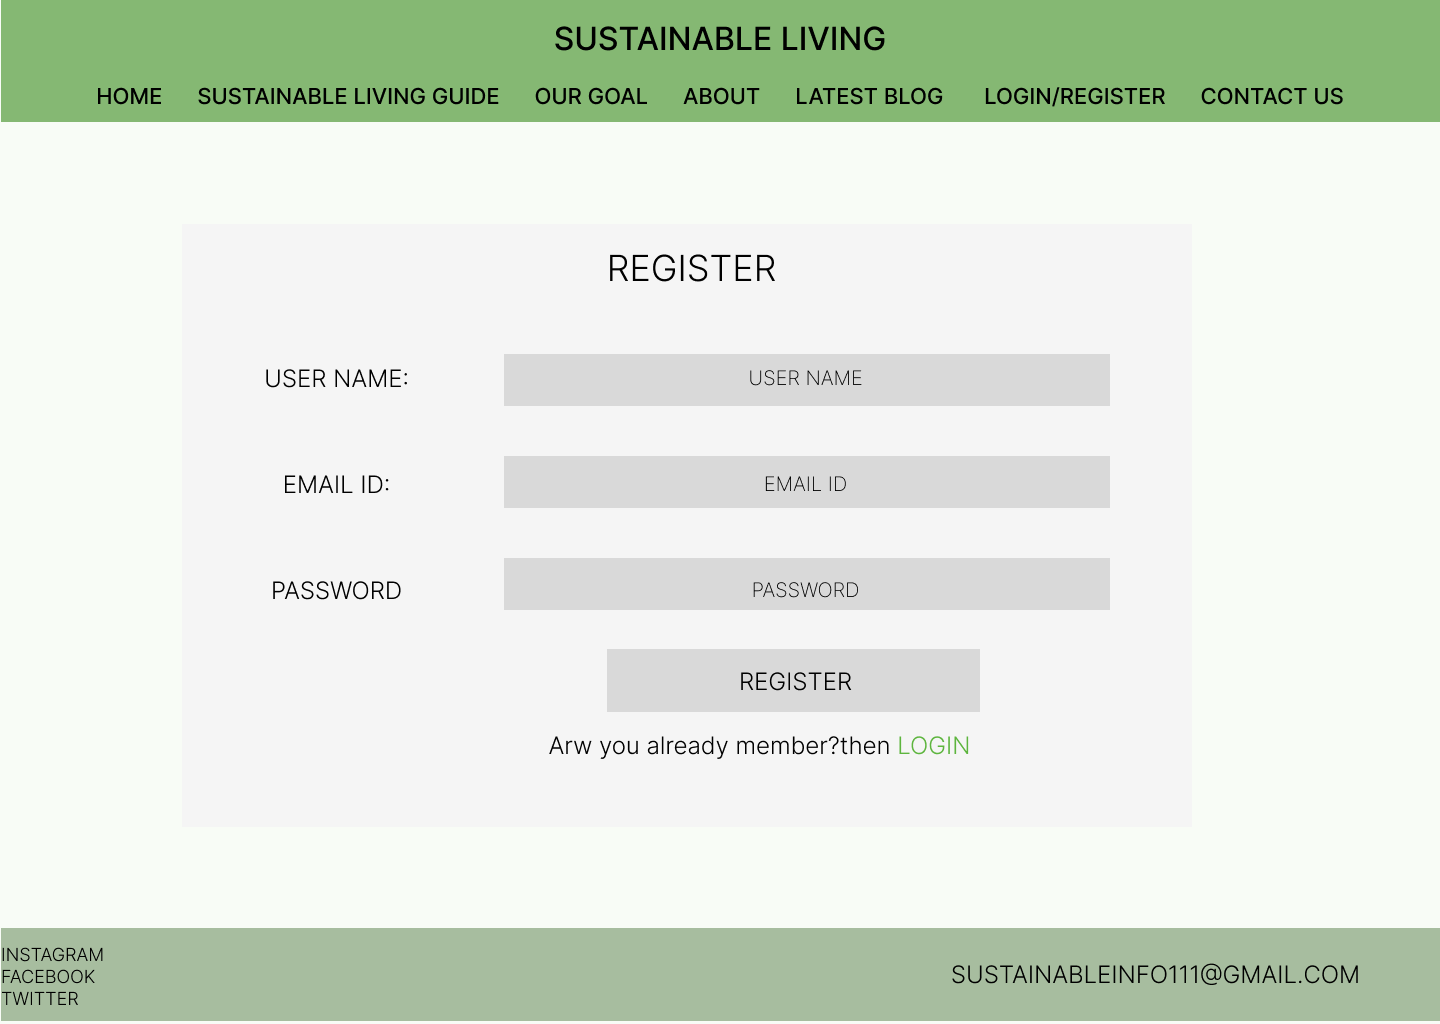 SUSTAINABLE LIVING
HOME SUSTAINABLE LIVING GUIDE OUR GOAL ABOUT LATEST BLOG LOGIN/REGISTER CONTACT US
REGISTER
USER NAME: USER NAME
EMAIL ID: EMAIL ID
PASSWORD PASSWORD
REGISTER
Arw you already member?then LOGIN
INSTAGRAM
FACEBOOK
TWITTER
SUSTAINABLEINFO111@GMAIL.COM